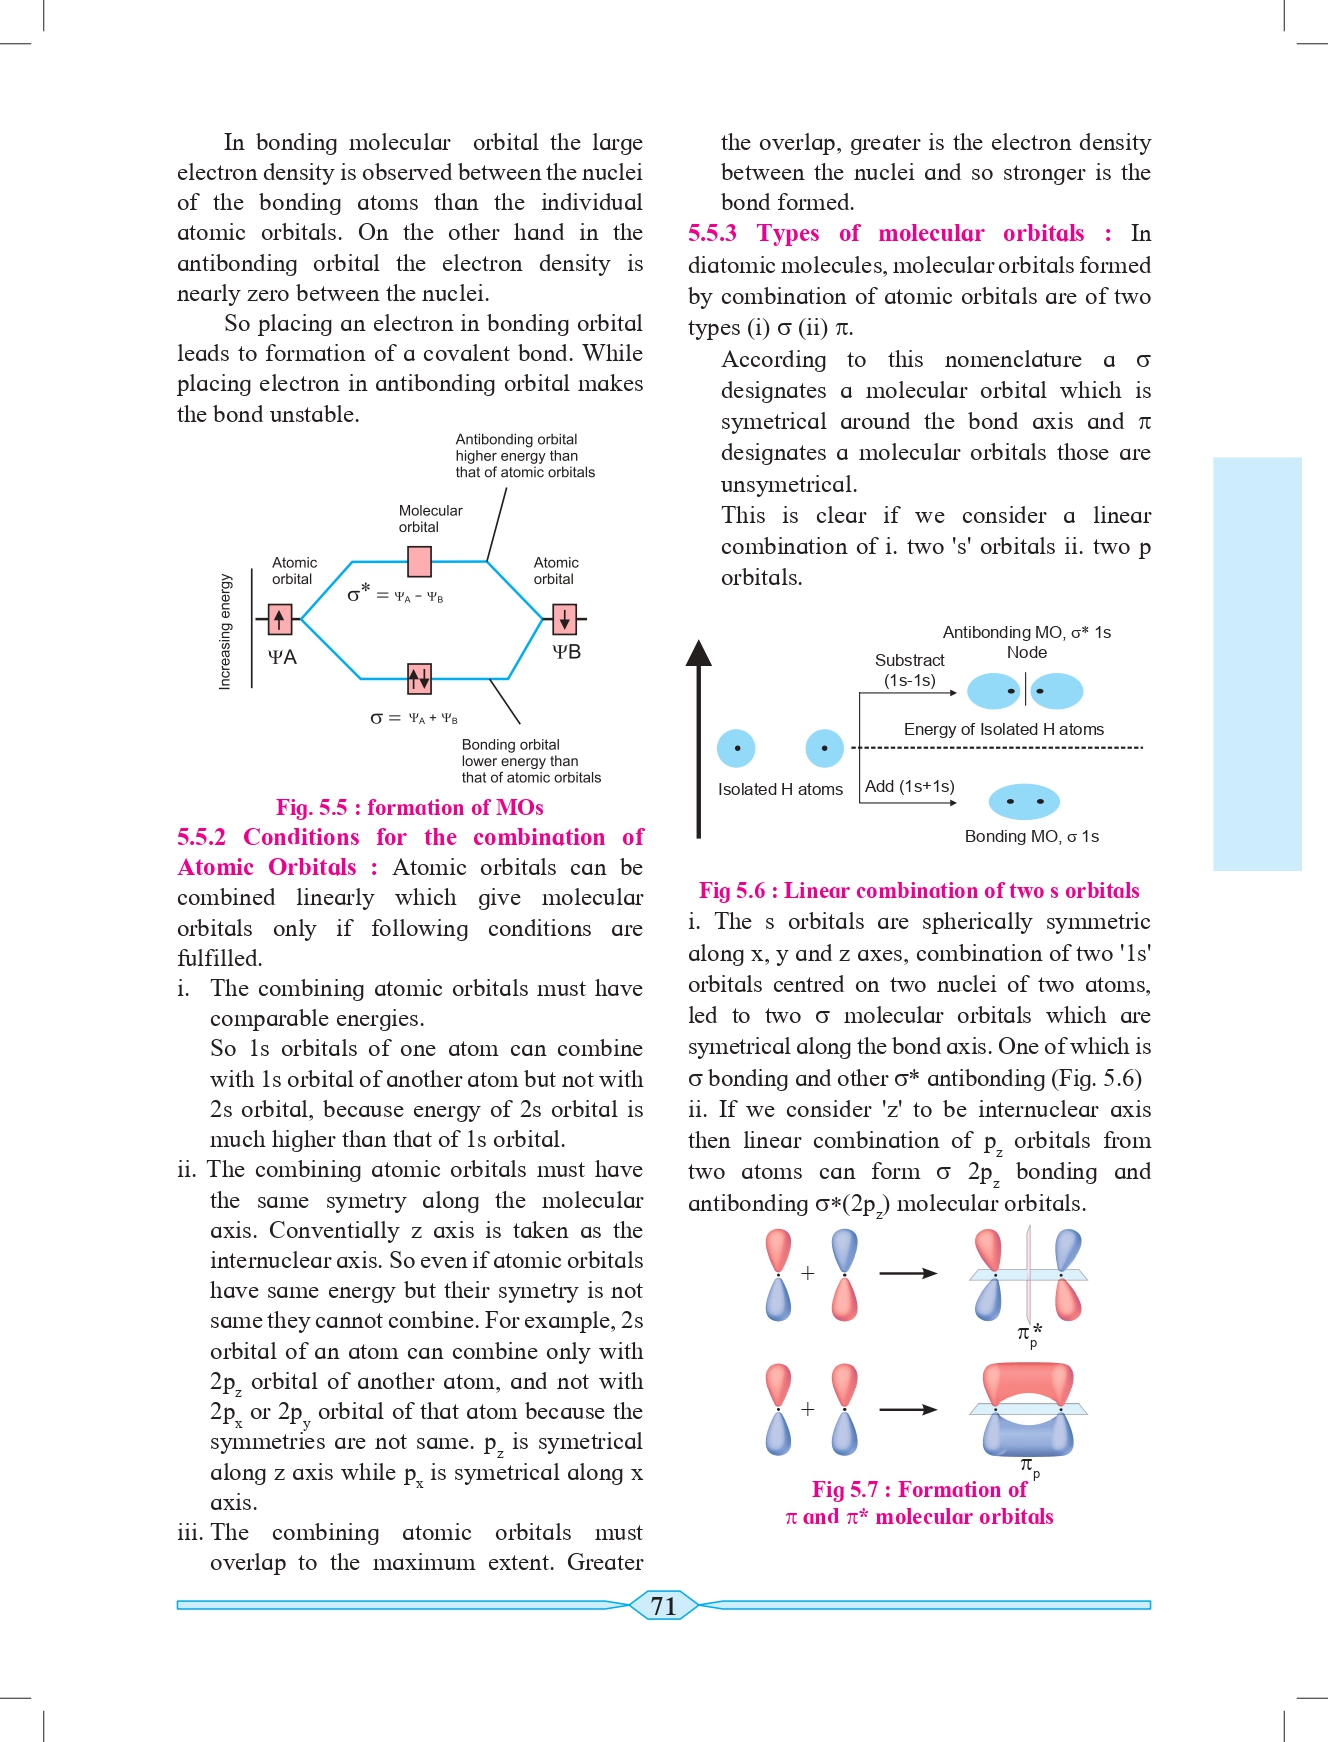 In bonding molecular orbital the large
electron density is observed between the nuclei
of the bonding atoms than the individual
atomic orbitals. On the other hand in the
antibonding orbital the electron density is
nearly zero between the nuclei.
So placing an electron in bonding orbital
leads to formation of a covalent bond. While
placing electron in antibonding orbital makes
the bond unstable.
Antibonding orbital
higher energy than
that of atomic orbitals
Molecular
orbital
Atomic
orbital
Atomic
orbital
Increasing energy
σ* = ΨA − ΨB
ΨA
ΨB
σ = ΨA + ΨB
Bonding orbital
lower energy than
that of atomic orbitals
Fig. 5.5 : formation of MOs
5.5.2 Conditions for the combination of
Atomic Orbitals : Atomic orbitals can be
combined linearly which give molecular
orbitals only if following conditions are
fulfilled.
i. The combining atomic orbitals must have
comparable energies.
So 1s orbitals of one atom can combine
with 1s orbital of another atom but not with
2s orbital, because energy of 2s orbital is
much higher than that of 1s orbital.
ii. The combining atomic orbitals must have
the same symetry along the molecular
axis. Conventially z axis is taken as the
internuclear axis. So even if atomic orbitals
have same energy but their symetry is not
same they cannot combine. For example, 2s
orbital of an atom can combine only with
2pz orbital of another atom, and not with
2px or 2py orbital of that atom because the
symmetries are not same. pz is symetrical
along z axis while px is symetrical along x
axis.
iii. The combining atomic orbitals must
overlap to the maximum extent. Greater
the overlap, greater is the electron density
between the nuclei and so stronger is the
bond formed.
5.5.3 Types of molecular orbitals : In
diatomic molecules, molecular orbitals formed
by combination of atomic orbitals are of two
types (i) σ (ii) π.
According to this nomenclature a σ
designates a molecular orbital which is
symetrical around the bond axis and π
designates a molecular orbitals those are
unsymetrical.
This is clear if we consider a linear
combination of i. two 's' orbitals ii. two p
orbitals.
Antibonding MO, σ* 1s
Node
Substract
(1s-1s)
Energy of Isolated H atoms
Isolated H atoms
Add (1s+1s)
Bonding MO, σ 1s
Fig 5.6 : Linear combination of two s orbitals
i. The s orbitals are spherically symmetric
along x, y and z axes, combination of two '1s'
orbitals centred on two nuclei of two atoms,
led to two σ molecular orbitals which are
symetrical along the bond axis. One of which is
σ bonding and other σ* antibonding (Fig. 5.6)
ii. If we consider 'z' to be internuclear axis
then linear combination of pz orbitals from
two atoms can form σ 2pz bonding and
antibonding σ*(2pz) molecular orbitals.
+
πp*
+
πp
Fig 5.7 : Formation of
π and π* molecular orbitals
71